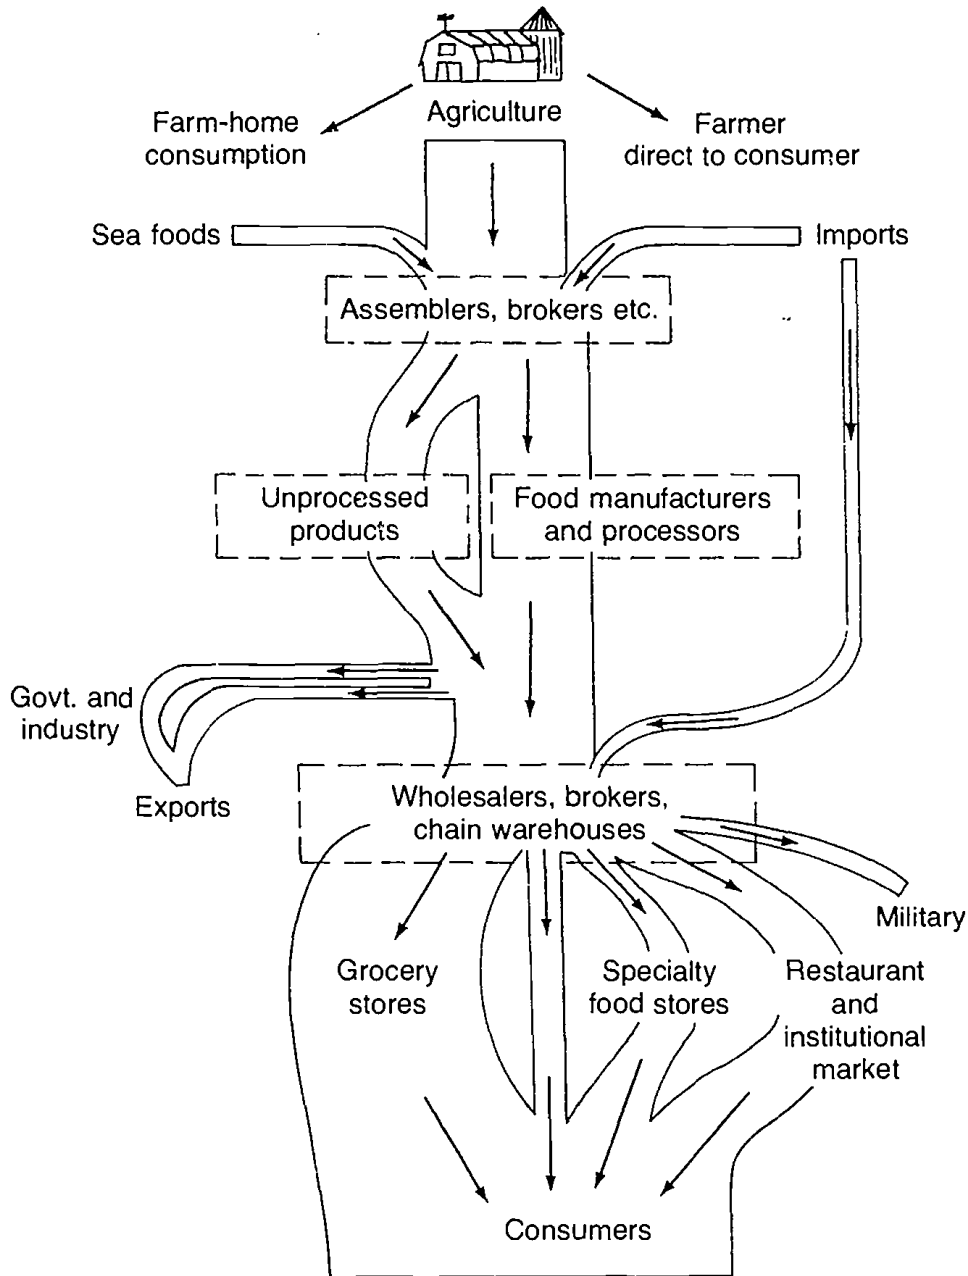 Agriculture
Farm-home
consumption
Farmer
direct to consumer
Sea foods
Imports
Assemblers, brokers etc.
Unprocessed
products
Food manufacturers
and processors
Govt. and
industry
Exports
Wholesalers, brokers,
chain warehouses
Military
Grocery
stores
Specialty
food stores
Restaurant
and
institutional
market
Consumers